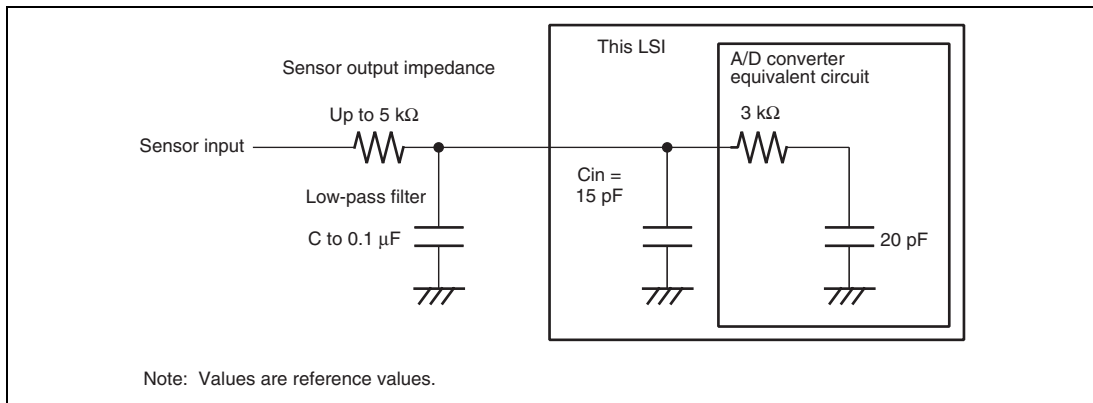 This LSI
A/D converter
equivalent circuit
Sensor output impedance
Up to 5 kΩ
3 kΩ
Sensor input
Cin =
15 pF
Low-pass filter
C to 0.1 μF
20 pF
Note: Values are reference values.